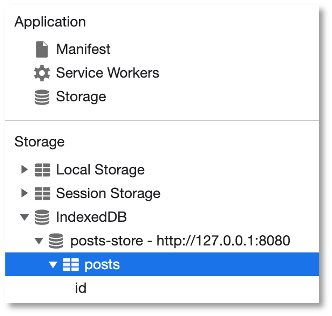 Application
Manifest
Service Workers
Storage
Storage
Local Storage
Session Storage
IndexedDB
posts-store - http://127.0.0.1:8080
posts
id